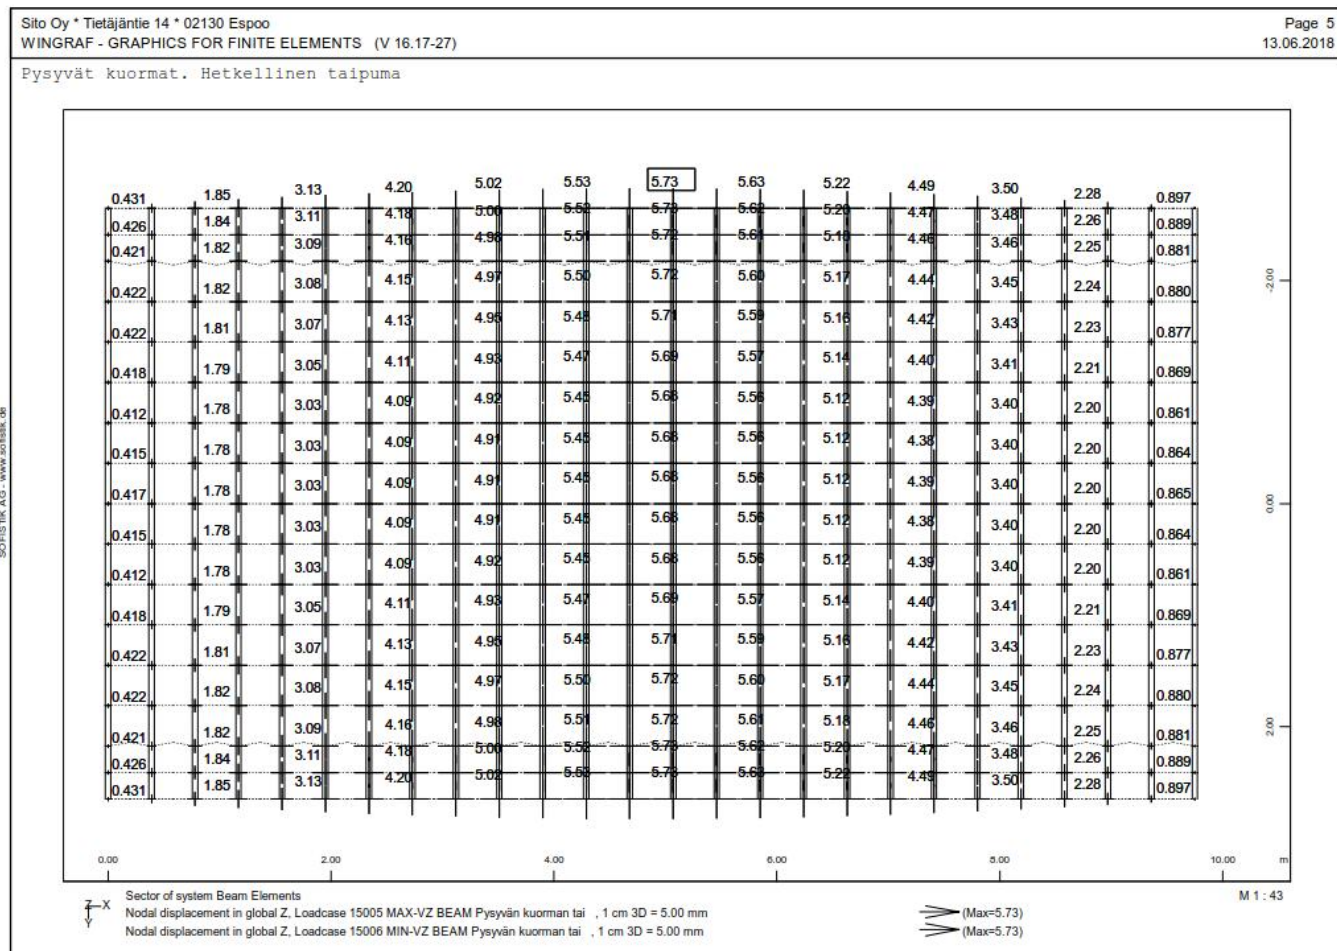 Sito Oy * Tietäjäntie 14 * 02130 Espoo Page 5
WINGRAF - GRAPHICS FOR FINITE ELEMENTS (V 16.17-27) 13.06.2018
Pysyvät kuormat. Hetkellinen taipuma
0.431 1.85 3.13 4.20 5.02 5.53 5.73 5.63 5.22 4.49 3.50 2.28 0.897
0.426 1.84 3.11 4.18 5.00 5.52 5.73 5.62 5.20 4.47 3.48 2.26 0.889
0.421 1.82 3.09 4.16 4.98 5.51 5.72 5.61 5.18 4.46 3.46 2.25 0.881
0.422 1.82 3.08 4.15 4.97 5.50 5.72 5.60 5.17 4.44 3.45 2.24 0.880
0.422 1.81 3.07 4.13 4.95 5.48 5.71 5.59 5.16 4.42 3.43 2.23 0.877
0.418 1.79 3.05 4.11 4.93 5.47 5.69 5.57 5.14 4.40 3.41 2.21 0.869
0.412 1.78 3.03 4.09 4.92 5.45 5.68 5.56 5.12 4.39 3.40 2.20 0.861
0.415 1.78 3.03 4.09 4.91 5.45 5.68 5.56 5.12 4.38 3.40 2.20 0.864
0.417 1.78 3.03 4.09 4.91 5.45 5.68 5.56 5.12 4.39 3.40 2.20 0.865
0.415 1.78 3.03 4.09 4.91 5.45 5.68 5.56 5.12 4.38 3.40 2.20 0.864
0.412 1.78 3.03 4.09 4.92 5.45 5.68 5.56 5.12 4.39 3.40 2.20 0.861
0.418 1.79 3.05 4.11 4.93 5.47 5.69 5.57 5.14 4.40 3.41 2.21 0.869
0.422 1.81 3.07 4.13 4.95 5.48 5.71 5.59 5.16 4.42 3.43 2.23 0.877
0.422 1.82 3.08 4.15 4.97 5.50 5.72 5.60 5.17 4.44 3.45 2.24 0.880
0.421 1.82 3.09 4.16 4.98 5.51 5.72 5.61 5.18 4.46 3.46 2.25 0.881
0.426 1.84 3.11 4.18 5.00 5.52 5.73 5.62 5.20 4.47 3.48 2.26 0.889
0.431 1.85 3.13 4.20 5.02 5.53 5.73 5.63 5.22 4.49 3.50 2.28 0.897
-2.00
0.00
2.00
0.00 2.00 4.00 6.00 8.00 10.00 m
SOFiSTiK AG - www.sofistik.de
Z X
Y
Sector of system Beam Elements M 1 : 43
Nodal displacement in global Z, Loadcase 15005 MAX-VZ BEAM Pysyvän kuorman tai , 1 cm 3D = 5.00 mm (Max=5.73)
Nodal displacement in global Z, Loadcase 15006 MIN-VZ BEAM Pysyvän kuorman tai , 1 cm 3D = 5.00 mm (Max=5.73)